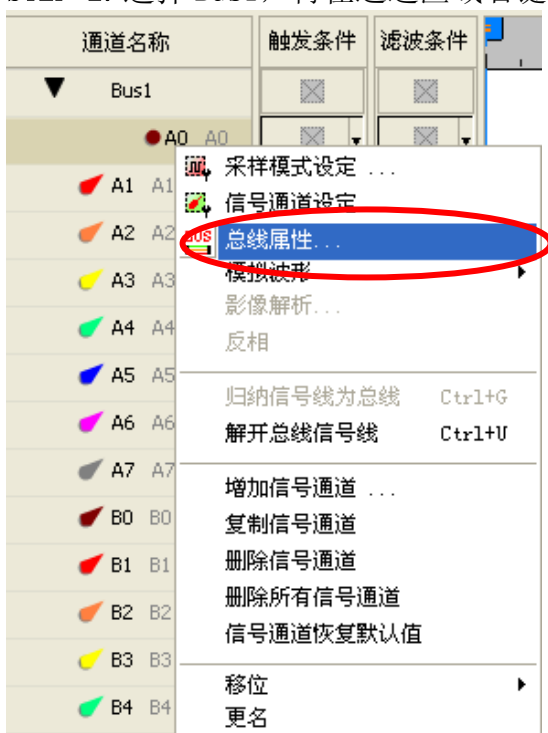 通道名称 触发条件 滤波条件
Bus1
A0 A0
采样模式设定 ...
A1 A1
信号通道设定
A2 A2
BUS 总线属性...
A3 A3
模拟波形
影像解析...
A4 A4
反相
A5 A5
归纳信号线为总线 Ctrl+G
A6 A6
解开总线信号线 Ctrl+U
A7 A7
增加信号通道 ...
B0 B0
复制信号通道
B1 B1
删除信号通道
删除所有信号通道
B2 B2
信号通道恢复默认值
B3 B3
移位
B4 B4
更名